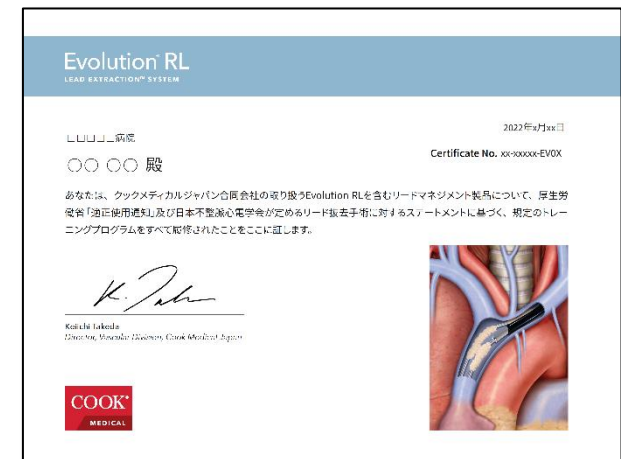 Evolution® RL
LEAD EXTRACTION™ SYSTEM
2022年x月xx日
□□□□□病院
Certificate No. xx-xxxxx-EV0X
○○ ○○ 殿
あなたは、クックメディカルジャパン合同会社の取り扱うEvolution RLを含むリードマネジメント製品について、厚生労
働省「適正使用通知」及び日本不整脈心電学会が定めるリード抜去手術に対するステートメントに基づく、規定のトレー
ニングプログラムをすべて履修されたことをここに証します。
Koichi Takeda
Director, Vascular Division, Cook Medical Japan
COOK®
MEDICAL